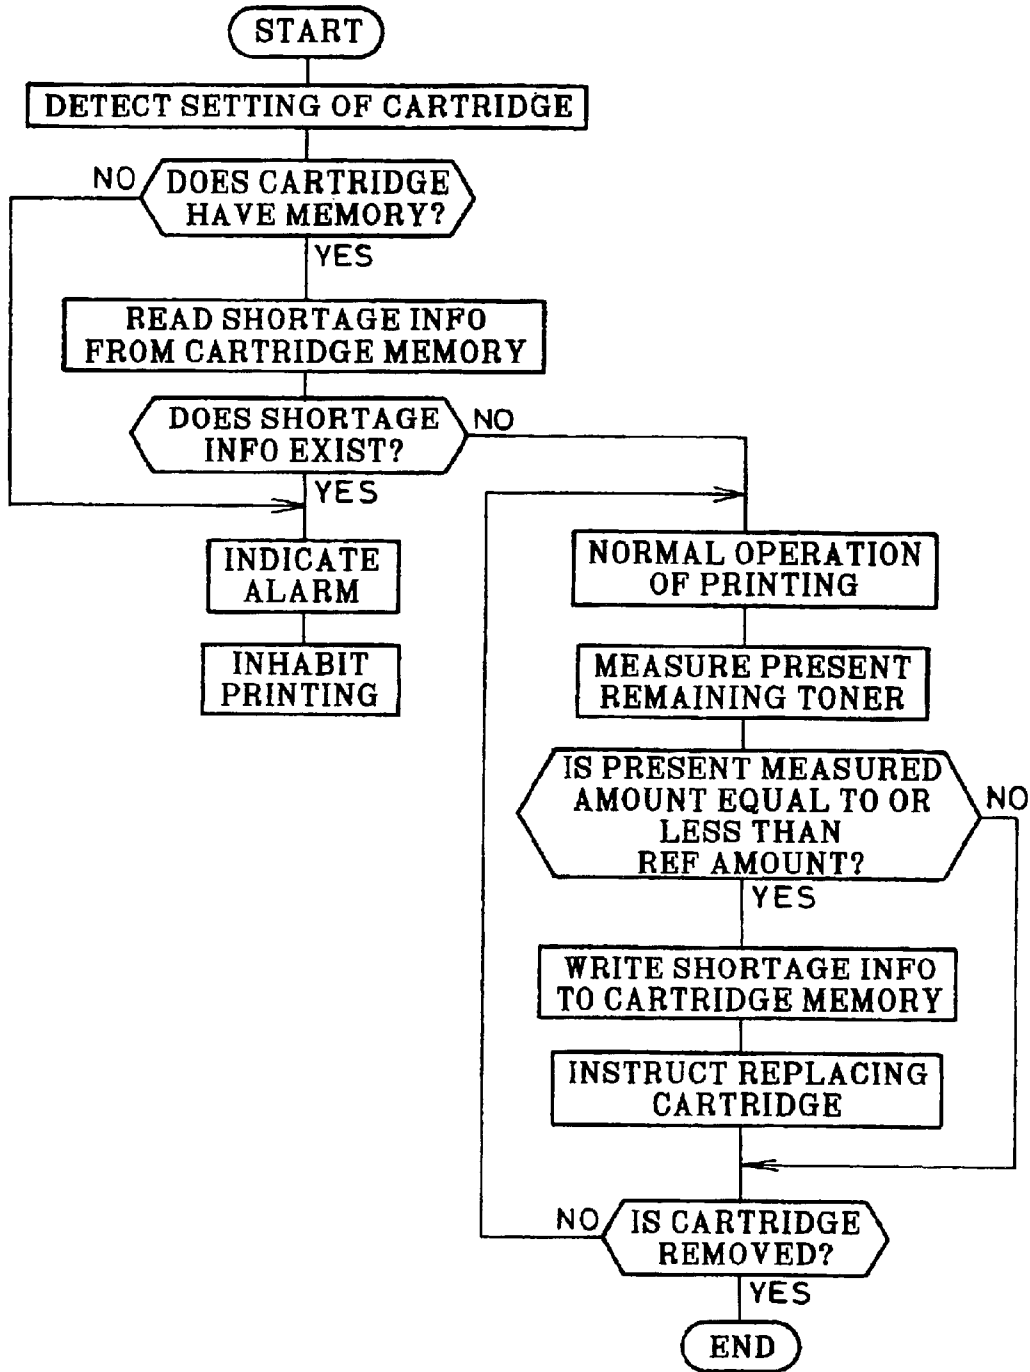 START
DETECT SETTING OF CARTRIDGE
NO
DOES CARTRIDGE
HAVE MEMORY?
YES
READ SHORTAGE INFO
FROM CARTRIDGE MEMORY
DOES SHORTAGE
INFO EXIST?
NO
YES
INDICATE
ALARM
INHABIT
PRINTING
NORMAL OPERATION
OF PRINTING
MEASURE PRESENT
REMAINING TONER
IS PRESENT MEASURED
AMOUNT EQUAL TO OR
LESS THAN
REF AMOUNT?
NO
YES
WRITE SHORTAGE INFO
TO CARTRIDGE MEMORY
INSTRUCT REPLACING
CARTRIDGE
NO
IS CARTRIDGE
REMOVED?
YES
END